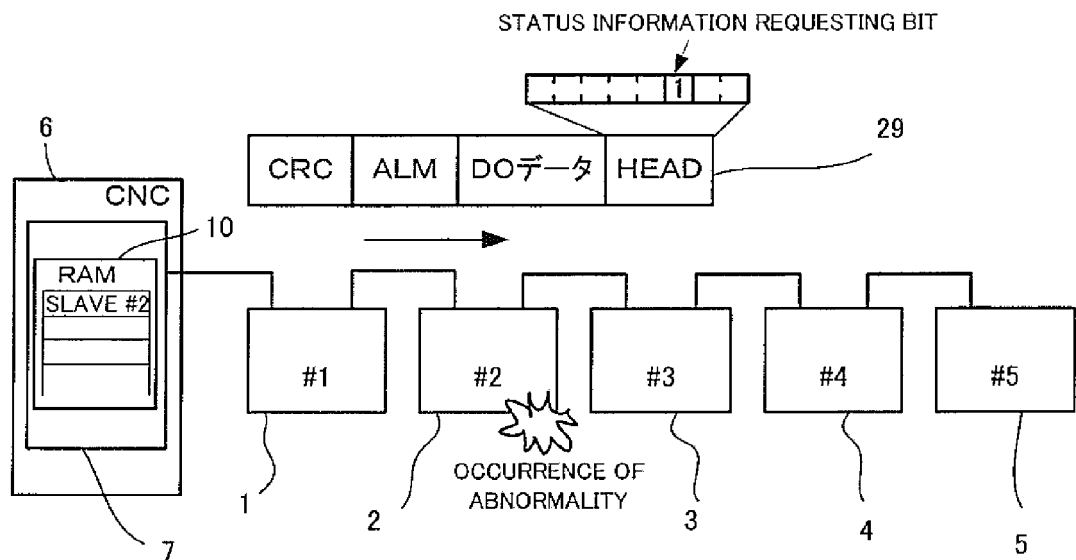 STATUS INFORMATION REQUESTING BIT
1
6
CRC ALM DOデータ HEAD
29
CNC
10
RAM
SLAVE #2
#1 #2 #3 #4 #5
OCCURRENCE OF
ABNORMALITY
1 2 3 4 5
7